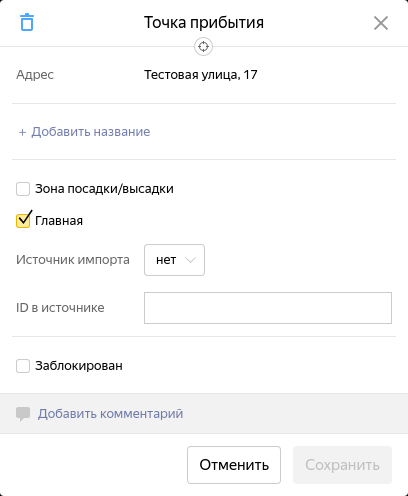 Точка прибытия
Адрес Тестовая улица, 17
+ Добавить название
Зона посадки/высадки
Главная
Источник импорта нет
ID в источнике
Заблокирован
Добавить комментарий
Отменить Сохранить